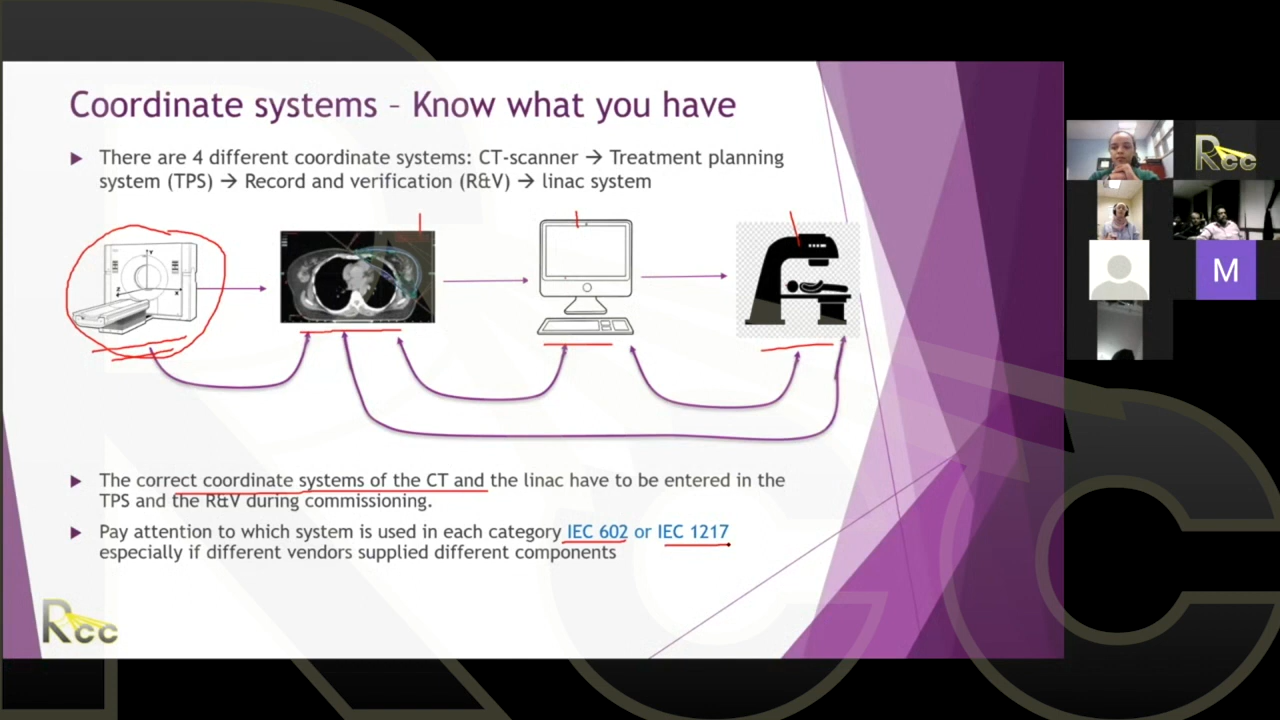 Coordinate systems – Know what you have
There are 4 different coordinate systems: CT-scanner → Treatment planning
system (TPS) → Record and verification (R&V) → linac system
Y
Z
X
The correct coordinate systems of the CT and the linac have to be entered in the
TPS and the R&V during commissioning.
Pay attention to which system is used in each category IEC 602 or IEC 1217
especially if different vendors supplied different components
Rcc
Rcc
M